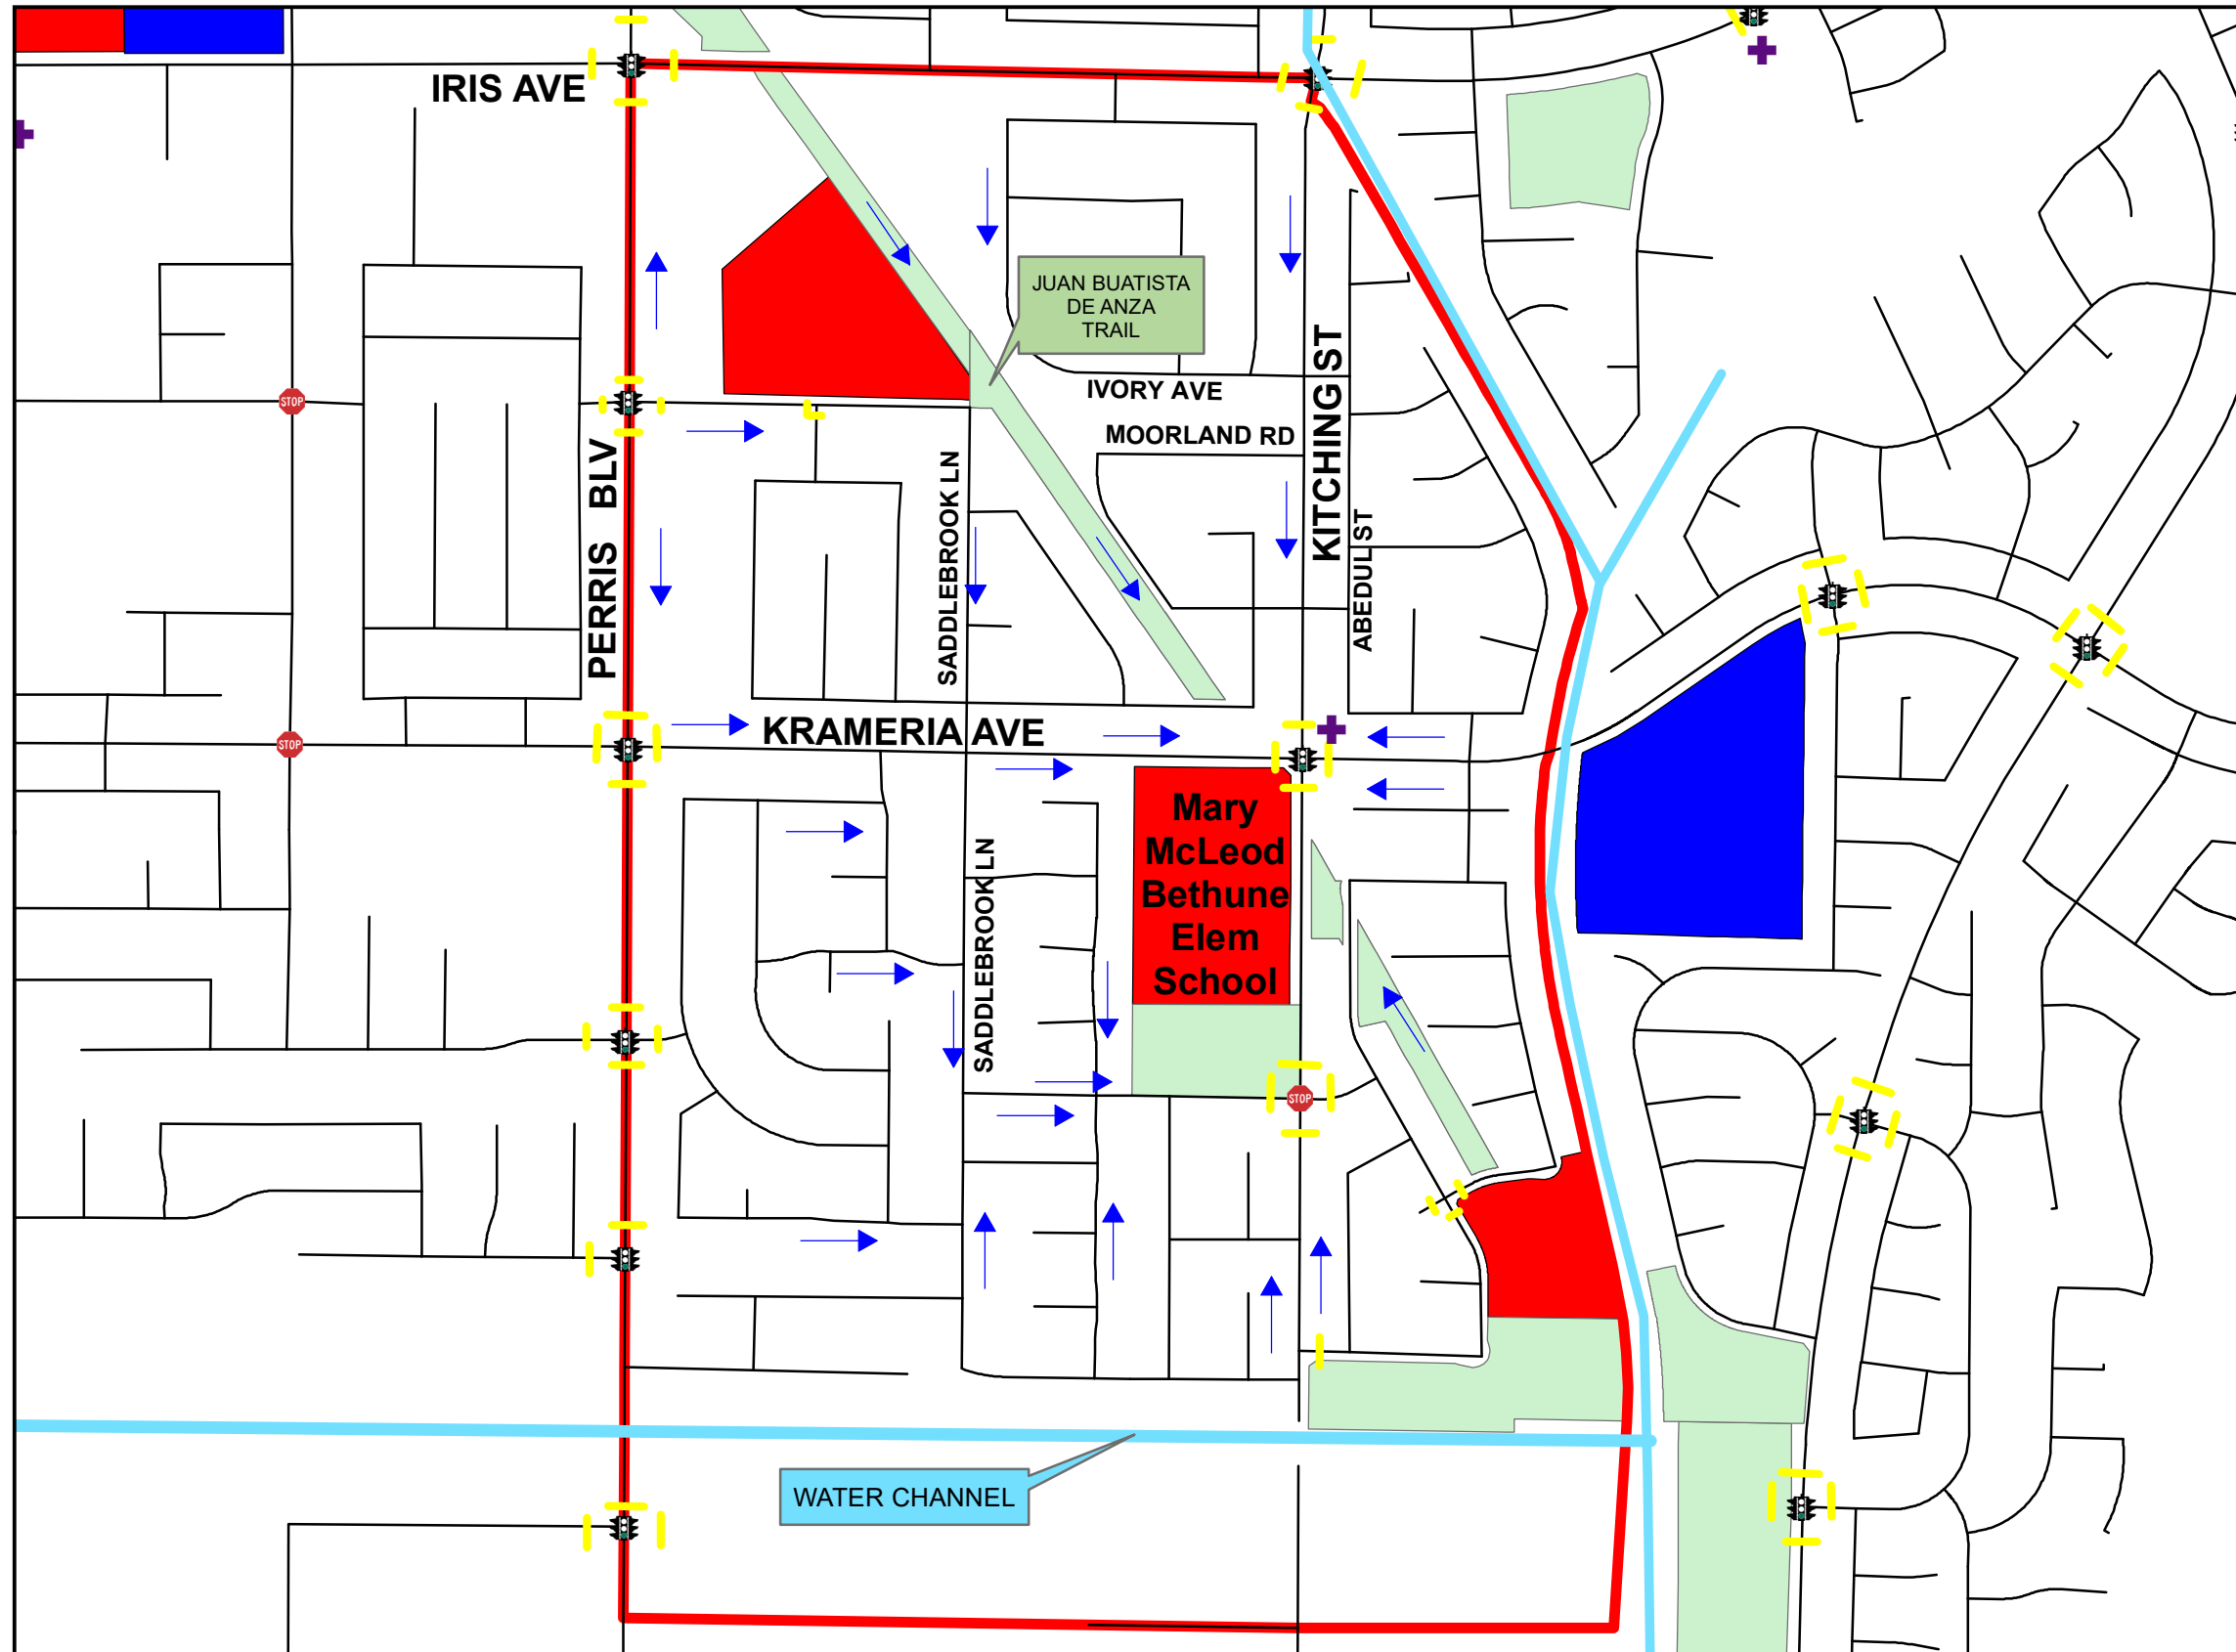 IRIS AVE
JUAN BUATISTA
DE ANZA
TRAIL
IVORY AVE
MOORLAND RD
KITCHING ST
ABEDUL ST
PERRIS BLV
SADDLEBROOK LN
STOP
STOP
KRAMERIA AVE
Mary
McLeod
Bethune
Elem
School
SADDLEBROOK LN
STOP
WATER CHANNEL